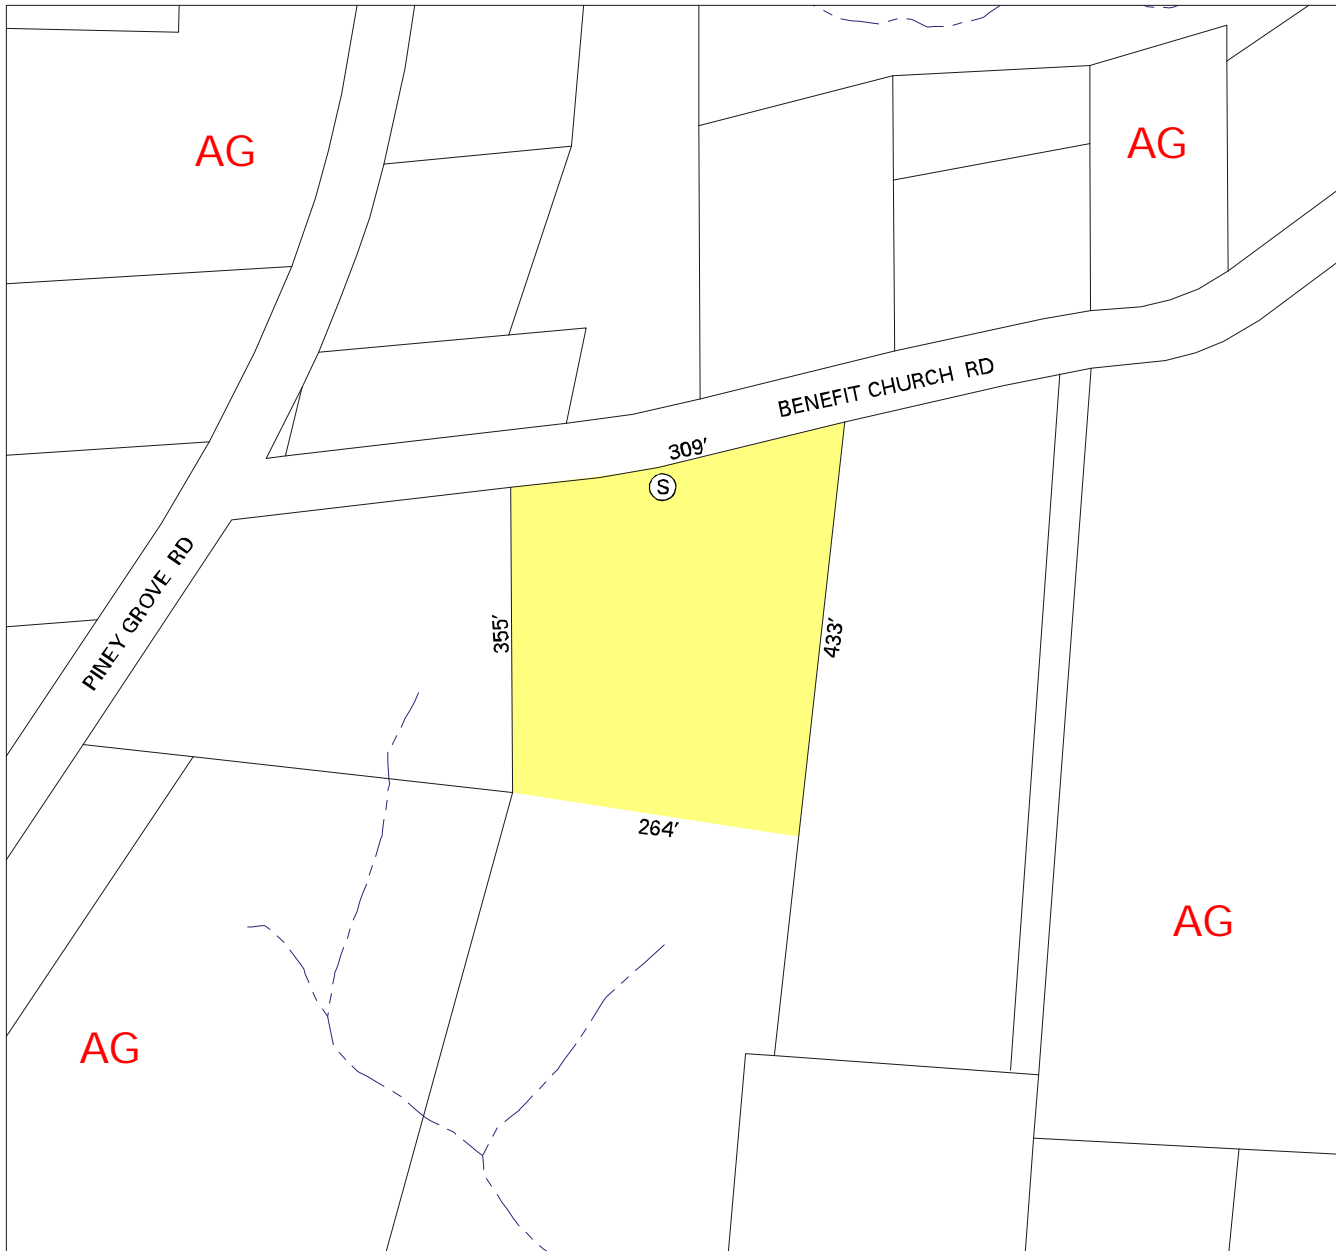 AG
AG
BENEFIT CHURCH RD
309′
S
PINEY GROVE RD
355′
433′
264′
AG
AG